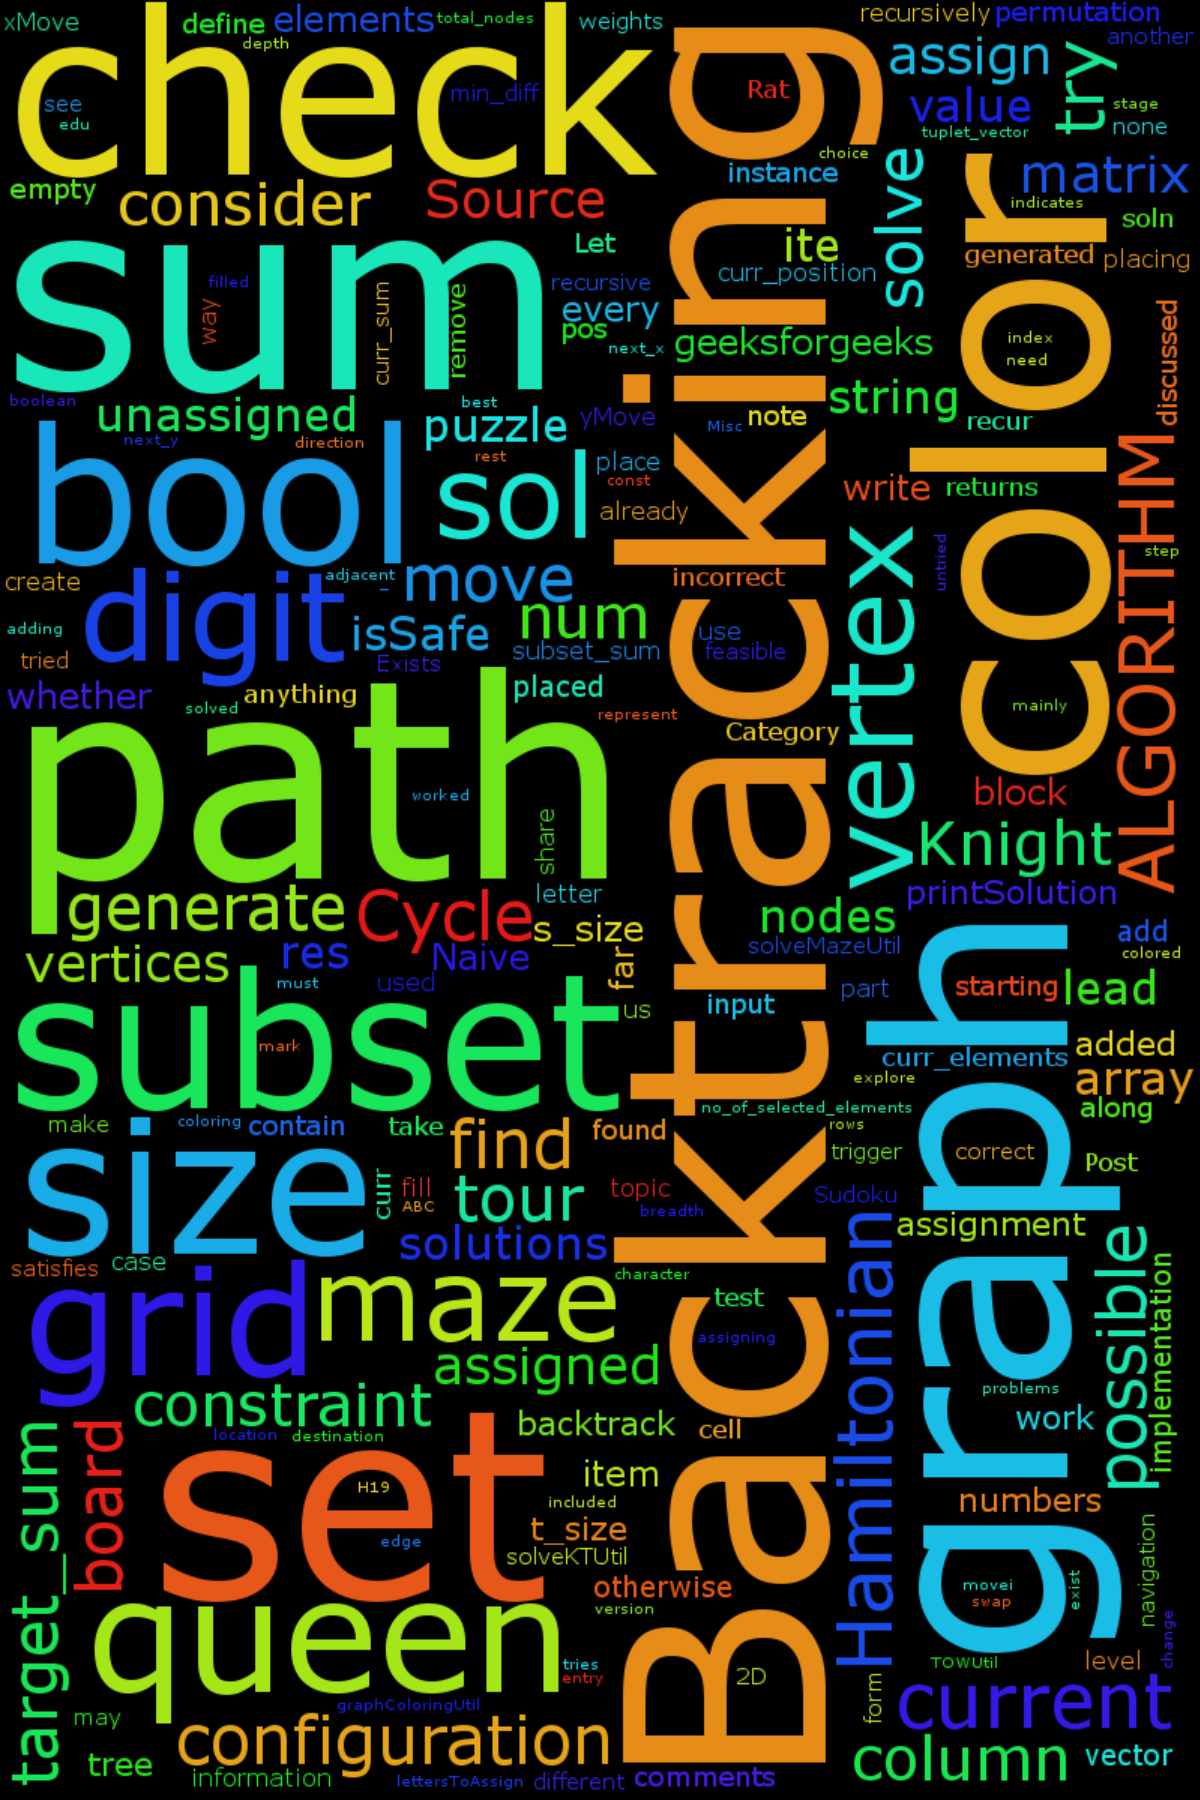 xMove
define
elements
total_nodes
weights
recursively
permutation
depth
another
check
see
edu
min_diff
Rat
assign
try
value
stage
none
tuplet_vector
choice
empty
consider
Source
instance
solve
matrix
indicates
soln
color
generated
placing
sum
Let
ite
curr_position
filled
way
curr_sum
remove
recursive
every
pos
next_x
geeksforgeeks
index
need
discussed
boolean
unassigned
best
puzzle
yMove
Misc
note
string
recur
next_y
direction
rest
bool
sol
place
const
already
write
returns
ALGORITHM
Backtracking
vertex
untried
step
create
adjacent_
move
incorrect
digit
isSafe
num
adding
tried
Exists
subset_sum
use
feasible
whether
solved
anything
placed
represent
mainly
Category
path
worked
share
block
Knight
letter
printSolution
generate
Cycle
s_size
nodes
vertices
res
Naive
far
solveMazeUtil
add
colored
must
used
us
input
part
starting
lead
subset
mark
graph
curr_elements
added
array
explore
along
make
coloring
contain
take
find
found
no_of_selected_elements
rows
trigger
correct
Post
size
curr
fill
ABC
tour
topic
breadth
Sudoku
assignment
solutions
satisfies
case
character
Hamiltonian
possible
implementation
grid
maze
test
assigning
assigned
problems
constraint
backtrack
cell
work
location
destination
target_sum
board
set
H19
edge
item
included
t_size
solveKTUtil
numbers
navigation
otherwise
version
movei
swap
exist
change
queen
tries
entry
2D
TOWUtil
level
form
graphColoringUtil
may
configuration
current
tree
information
lettersToAssign
different
comments
column
vector